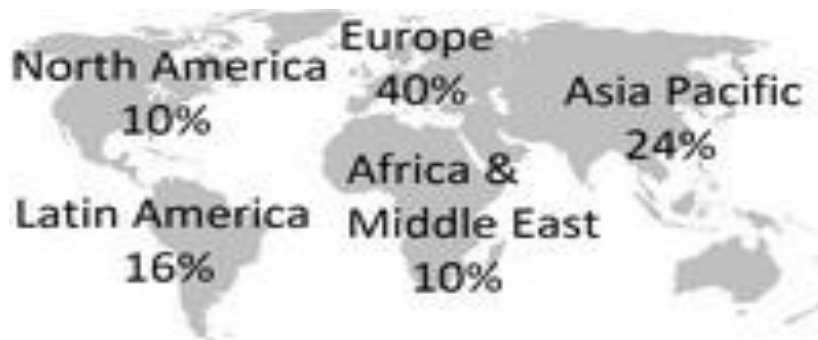 North America
10%
Europe
40%
Asia Pacific
24%
Latin America
16%
Africa &
Middle East
10%